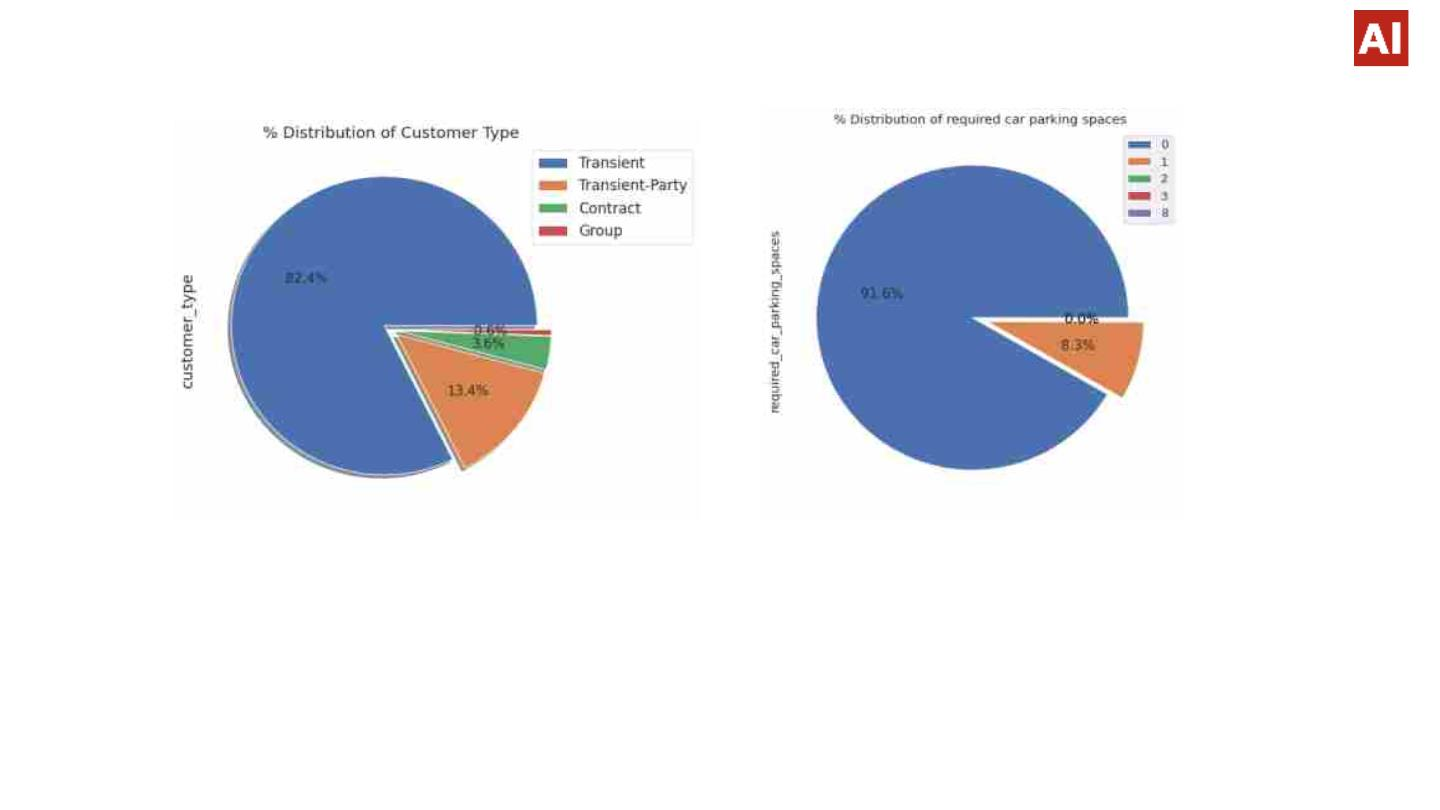 AI
% Distribution of Customer Type
Transient
Transient-Party
Contract
Group
customer_type
82.4%
0.6%
3.6%
13.4%
% Distribution of required car parking spaces
0
1
2
3
8
required_car_parking_spaces
91.6%
0.0%
8.3%